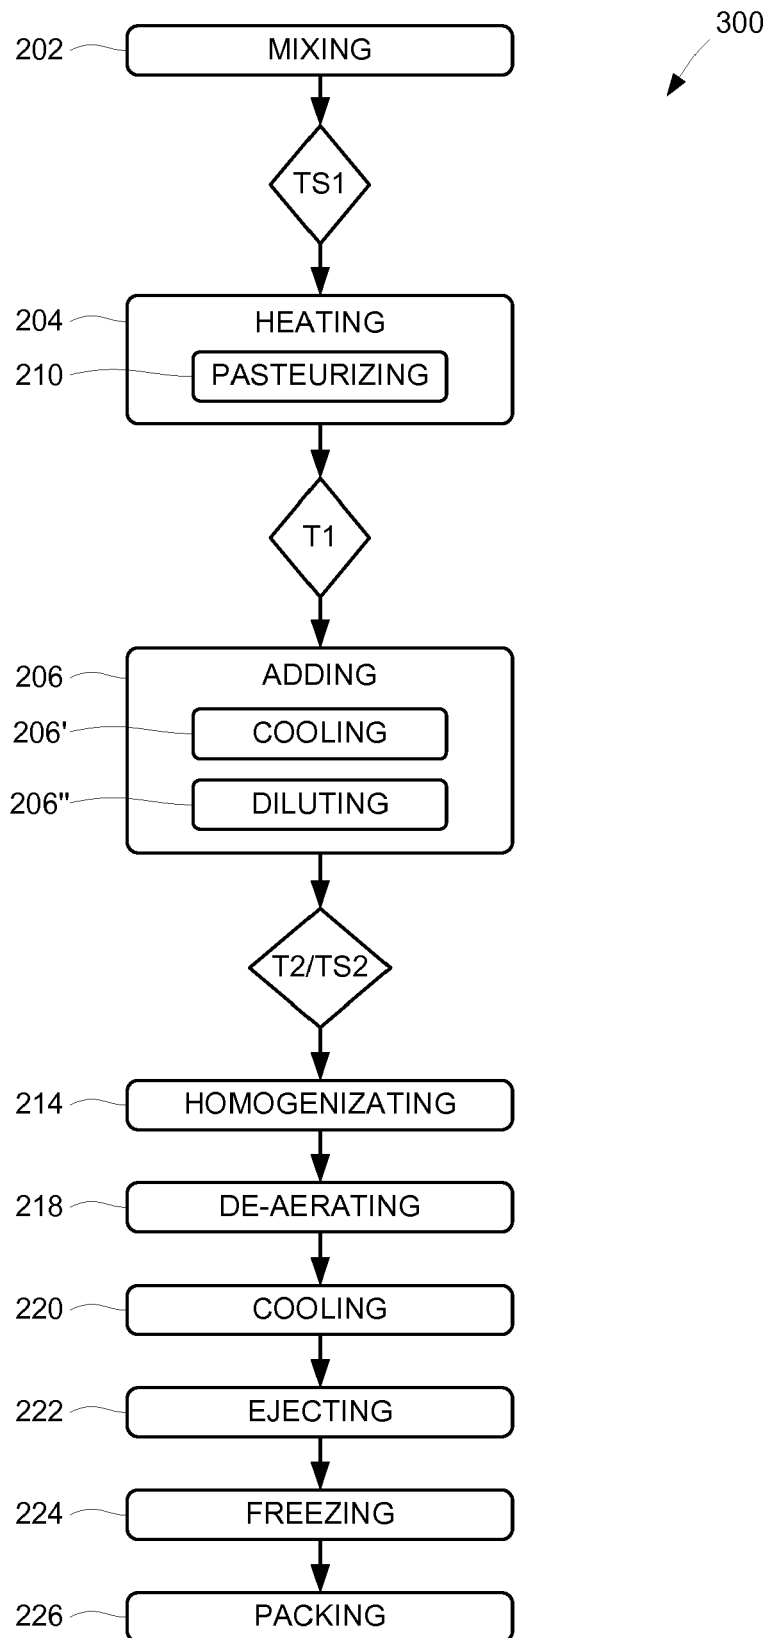 300
202 MIXING
TS1
204 HEATING
210 PASTEURIZING
T1
206 ADDING
206' COOLING
206" DILUTING
T2/TS2
214 HOMOGENIZATING
218 DE-AERATING
220 COOLING
222 EJECTING
224 FREEZING
226 PACKING